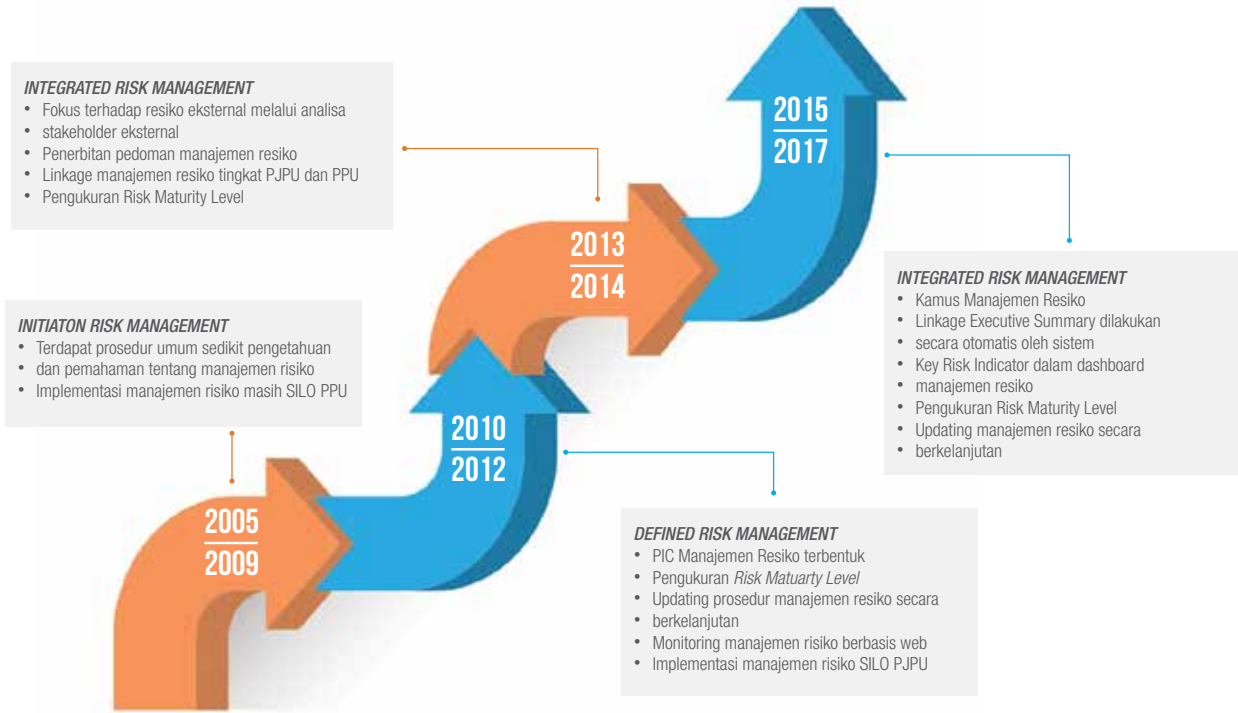 INTEGRATED RISK MANAGEMENT
• Fokus terhadap resiko eksternal melalui analisa
• stakeholder eksternal
• Penerbitan pedoman manajemen resiko
• Linkage manajemen resiko tingkat PJPU dan PPU
• Pengukuran Risk Maturity Level
2015
2017
2013
2014
INTEGRATED RISK MANAGEMENT
• Kamus Manajemen Resiko
• Linkage Executive Summary dilakukan
• secara otomatis oleh sistem
• Key Risk Indicator dalam dashboard
• manajemen resiko
• Pengukuran Risk Maturity Level
• Updating manajemen resiko secara
• berkelanjutan
INITIATON RISK MANAGEMENT
• Terdapat prosedur umum sedikit pengetahuan
• dan pemahaman tentang manajemen risiko
• Implementasi manajemen risiko masih SILO PPU
2010
2012
2005
2009
DEFINED RISK MANAGEMENT
• PIC Manajemen Resiko terbentuk
• Pengukuran Risk Matuarty Level
• Updating prosedur manajemen resiko secara
• berkelanjutan
• Monitoring manajemen risiko berbasis web
• Implementasi manajemen risiko SILO PJPU